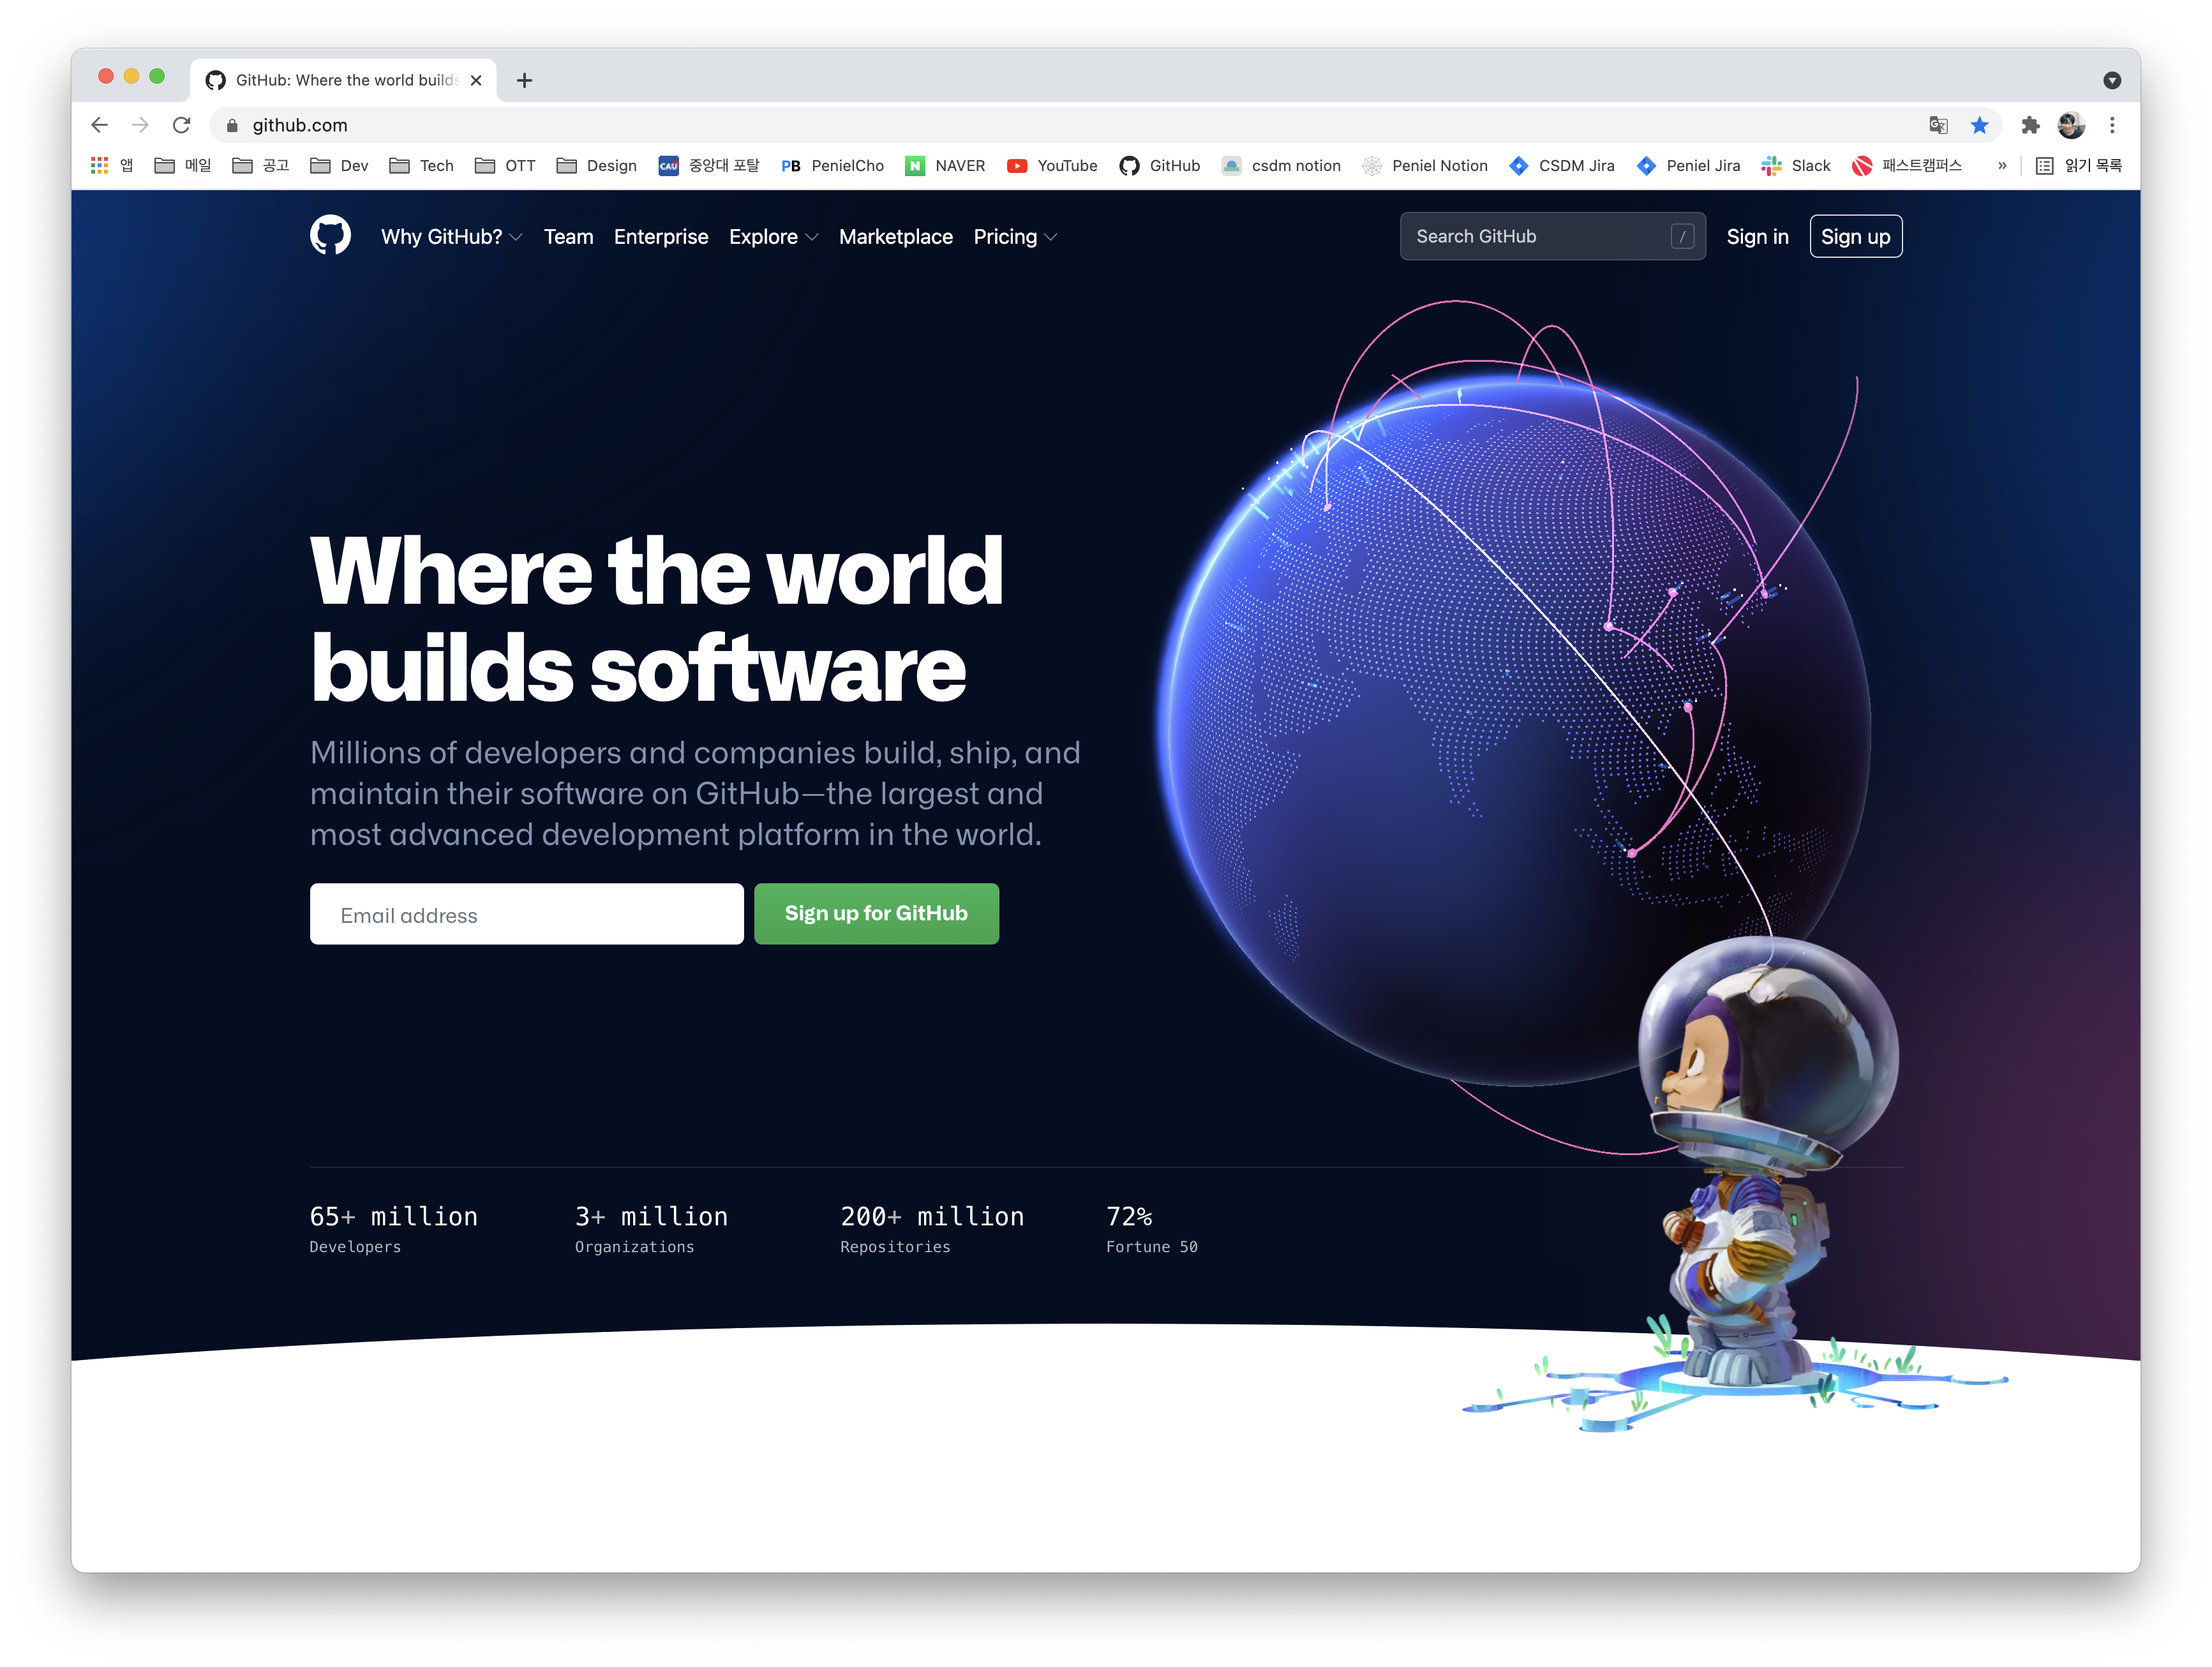 GitHub: Where the world builds
github.com
앱 메일 공고 Dev Tech OTT Design CAU 중앙대 포탈 PB PenielCho N NAVER YouTube GitHub csdm notion Peniel Notion CSDM Jira Peniel Jira Slack 패스트캠퍼스 » 읽기 목록
Why GitHub? Team Enterprise Explore Marketplace Pricing Search GitHub / Sign in Sign up
Where the world
builds software
Millions of developers and companies build, ship, and
maintain their software on GitHub—the largest and
most advanced development platform in the world.
Email address Sign up for GitHub
65+ million 3+ million 200+ million 72%
Developers Organizations Repositories Fortune 50